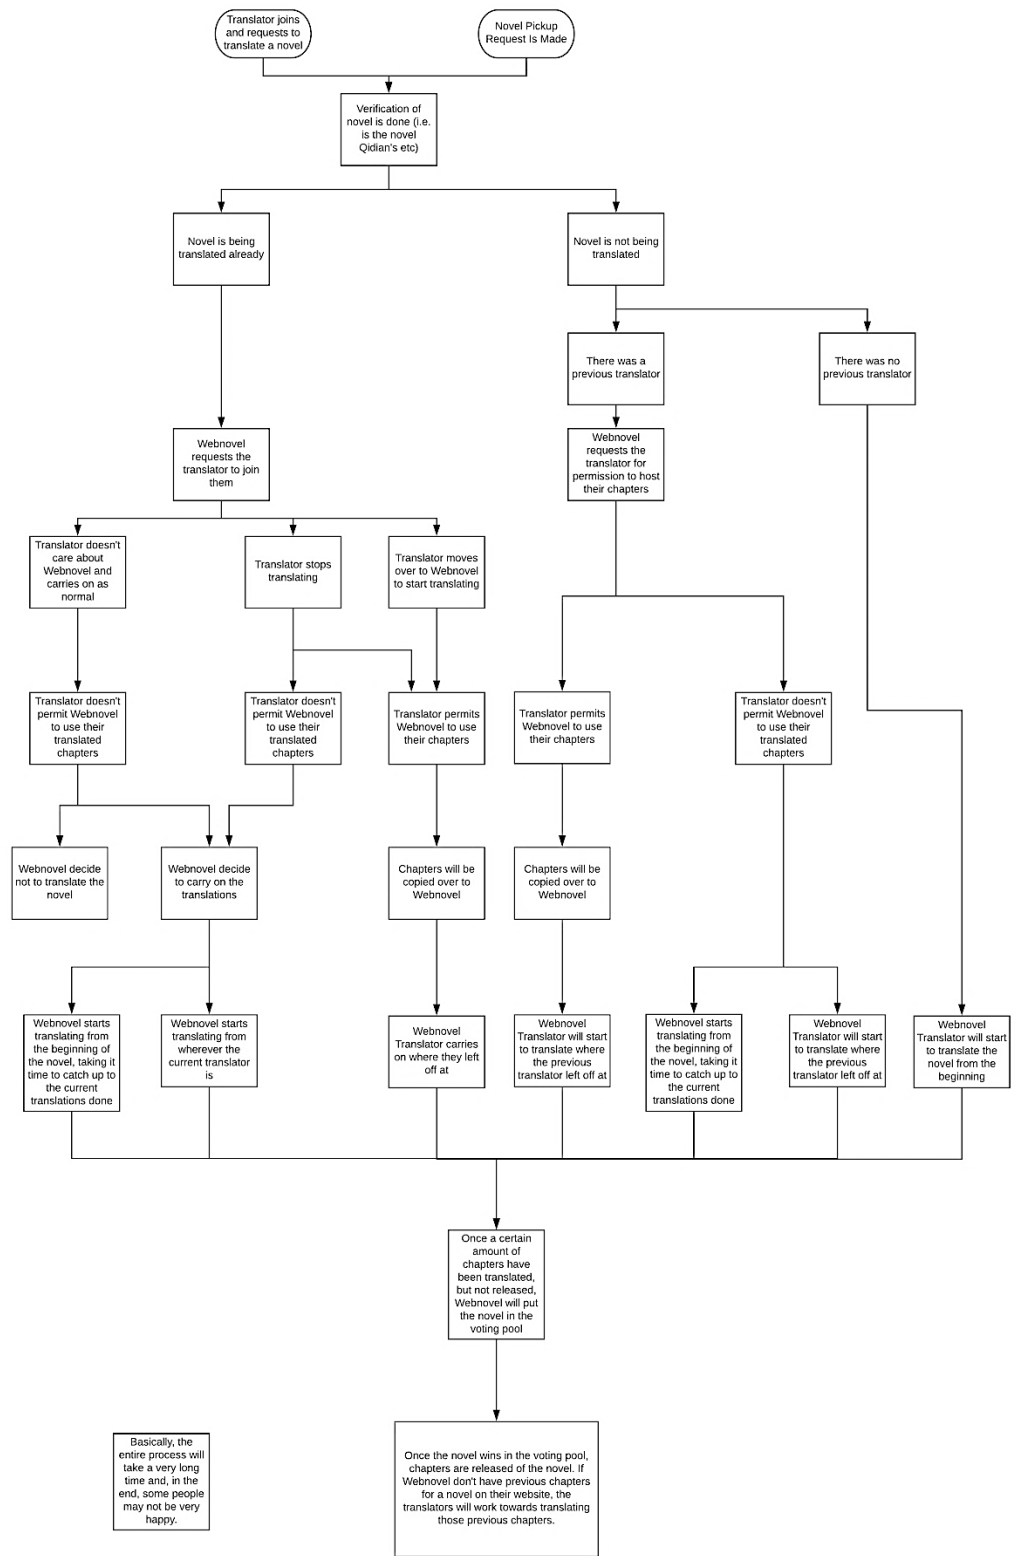 Translator joins
and requests to
translate a novel
Novel Pickup
Request Is Made
Verification of
novel is done (i.e.
is the novel
Qidian's etc)
Novel is being
translated already
Novel is not being
translated
There was a
previous translator
There was no
previous translator
Webnovel
requests the
translator to join
them
Webnovel
requests the
translator for
permission to host
their chapters
Translator doesn't
care about
Webnovel and
carries on as
normal
Translator stops
translating
Translator moves
over to Webnovel
to start translating
Translator doesn't
permit Webnovel
to use their
translated
chapters
Translator doesn't
permit Webnovel
to use their
translated
chapters
Translator permits
Webnovel to use
their chapters
Translator permits
Webnovel to use
their chapters
Translator doesn't
permit Webnovel
to use their
translated
chapters
Webnovel decide
not to translate the
novel
Webnovel decide
to carry on the
translations
Chapters will be
copied over to
Webnovel
Chapters will be
copied over to
Webnovel
Webnovel starts
translating from
the beginning of
the novel, taking it
time to catch up to
the current
translations done
Webnovel starts
translating from
wherever the
current translator
is
Webnovel
Translator carries
on where they left
off at
Webnovel
Translator will start
to translate where
the previous
translator left off at
Webnovel starts
translating from
the beginning of
the novel, taking it
time to catch up to
the current
translations done
Webnovel
Translator will start
to translate where
the previous
translator left off at
Webnovel
Translator will start
to translate the
novel from the
beginning
Once a certain
amount of
chapters have
been translated,
but not released,
Webnovel will put
the novel in the
voting pool
Basically, the
entire process will
take a very long
time and, in the
end, some people
may not be very
happy.
Once the novel wins in the voting pool,
chapters are released of the novel. If
Webnovel don't have previous chapters
for a novel on their website, the
translators will work towards translating
those previous chapters.